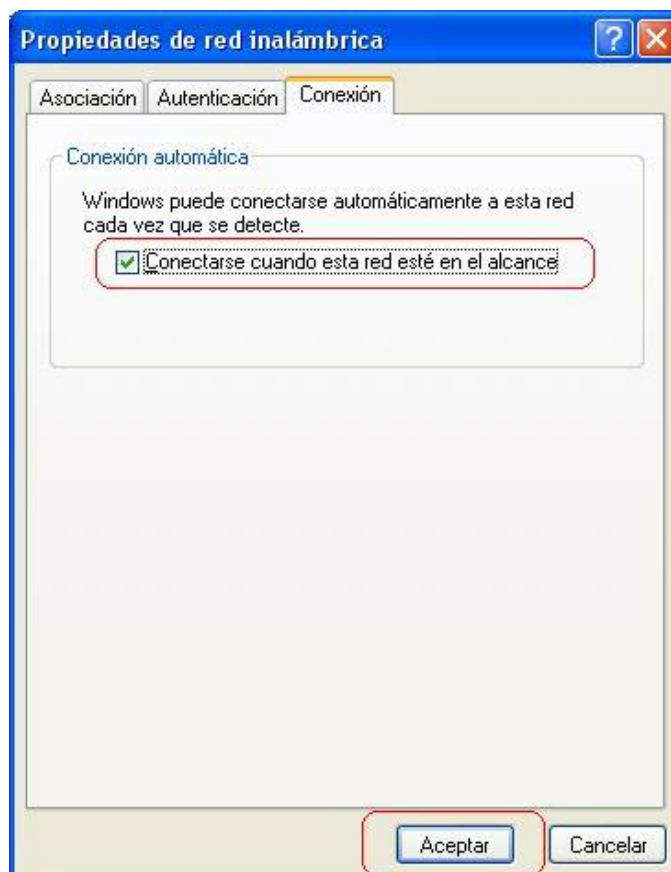 Propiedades de red inalámbrica
?
Asociación Autenticación Conexión
Conexión automática
Windows puede conectarse automáticamente a esta red
cada vez que se detecte.
Conectarse cuando esta red esté en el alcance
Aceptar Cancelar